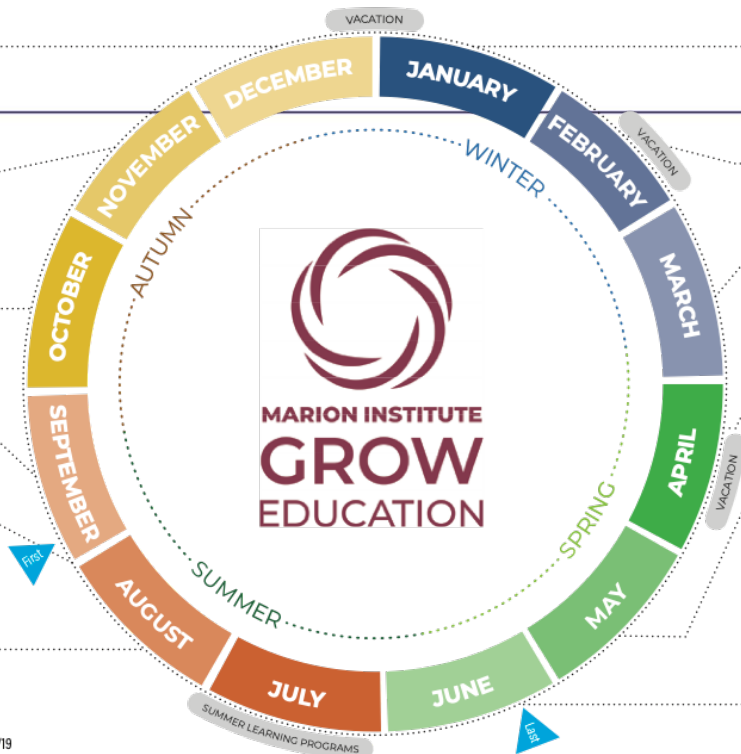 VACATION
JANUARY
FEBRUARY
VACATION
MARCH
APRIL
VACATION
MAY
JUNE
Last
JULY
SUMMER LEARNING PROGRAMS
AUGUST
First
SEPTEMBER
OCTOBER
NOVEMBER
DECEMBER
WINTER
SPRING
SUMMER
AUTUMN
MARION INSTITUTE
GROW
EDUCATION
/19